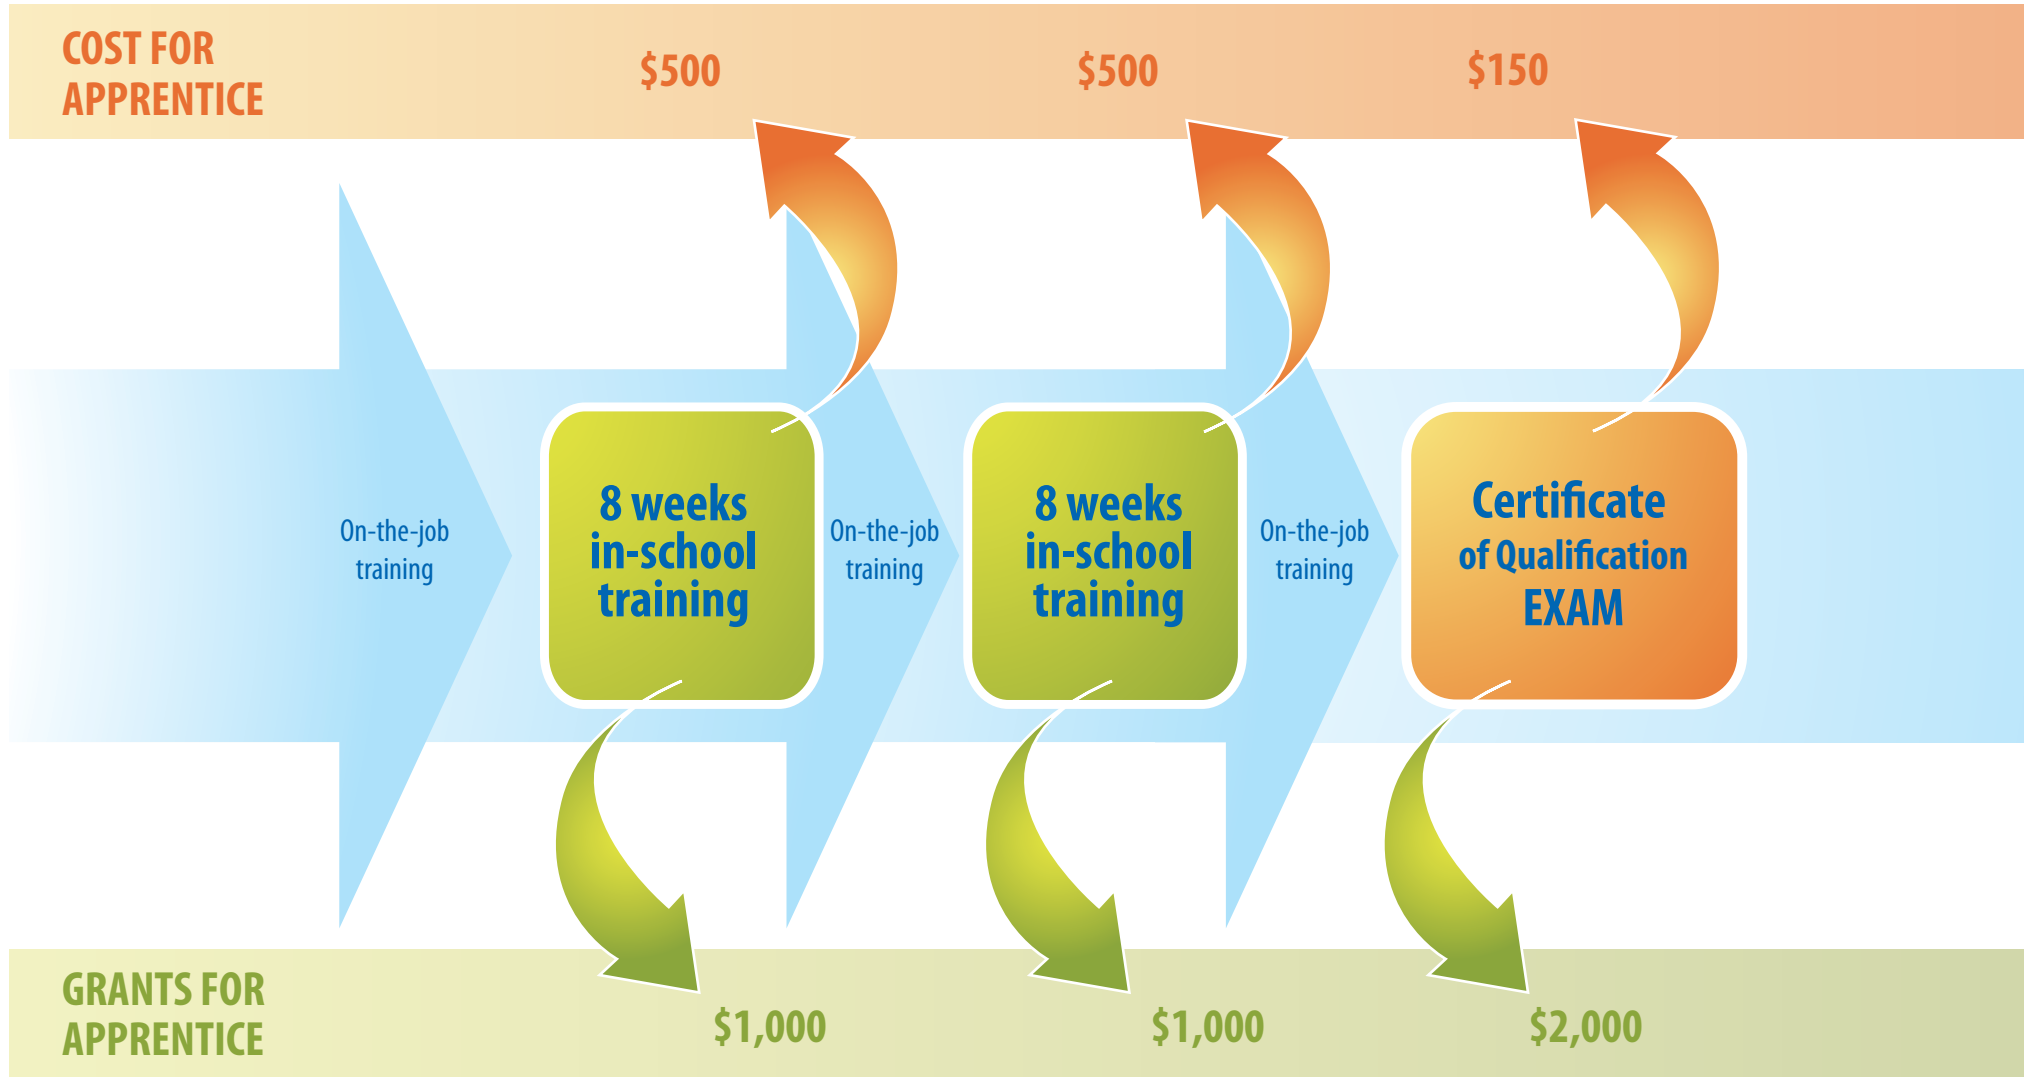 COST FOR
APPRENTICE
$500
$500
$150
On-the-job
training
8 weeks
in-school
training
On-the-job
training
8 weeks
in-school
training
On-the-job
training
Certificate
of Qualification
EXAM
GRANTS FOR
APPRENTICE
$1,000
$1,000
$2,000